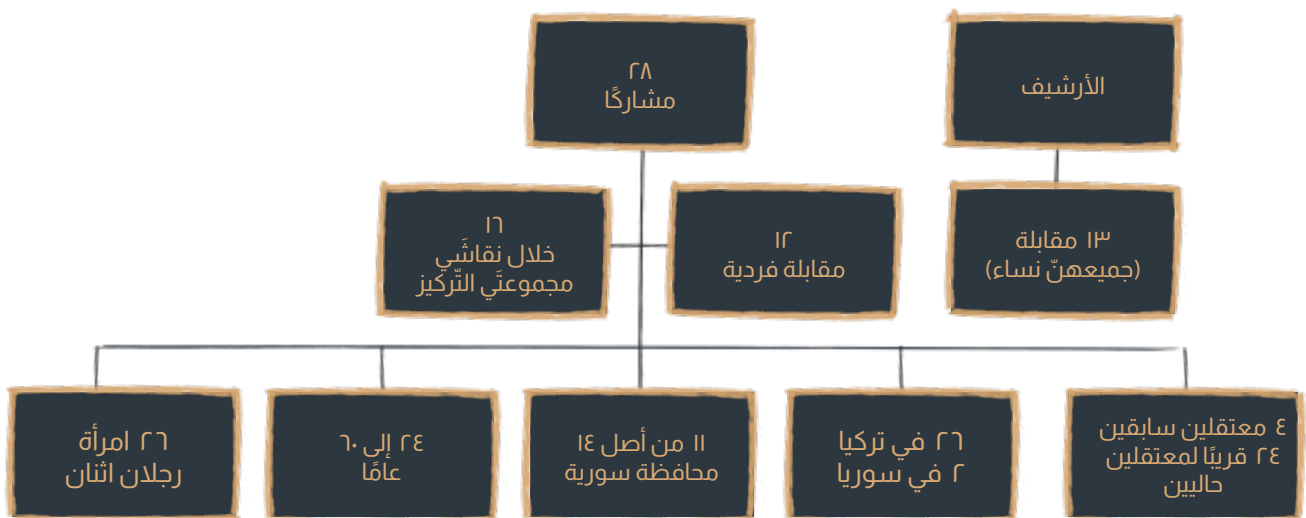 الأرشيف
٢٨
مشاركًا
١٣ مقابلة
(جميعهنّ نساء)
١٢
مقابلة فردية
١٦
خلال نقاشَي
مجموعتَي التّركيز
٤ معتقلين سابقين
٢٤ قريبًا لمعتقلين
حاليين
٢٦ في تركيا
٢ في سوريا
١١ من أصل ١٤
محافظة سورية
٢٤ إلى ٦٠
عامًا
٢٦ امرأة
رجلان اثنان